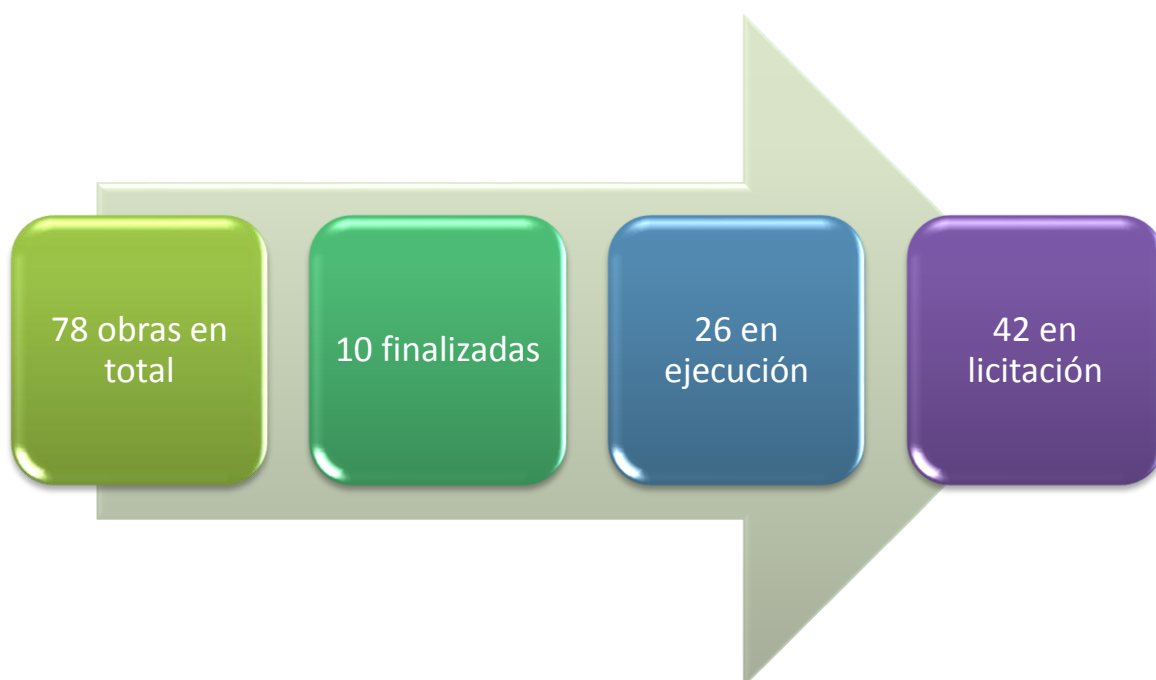 78 obras en
total
10 finalizadas
26 en
ejecución
42 en
licitación